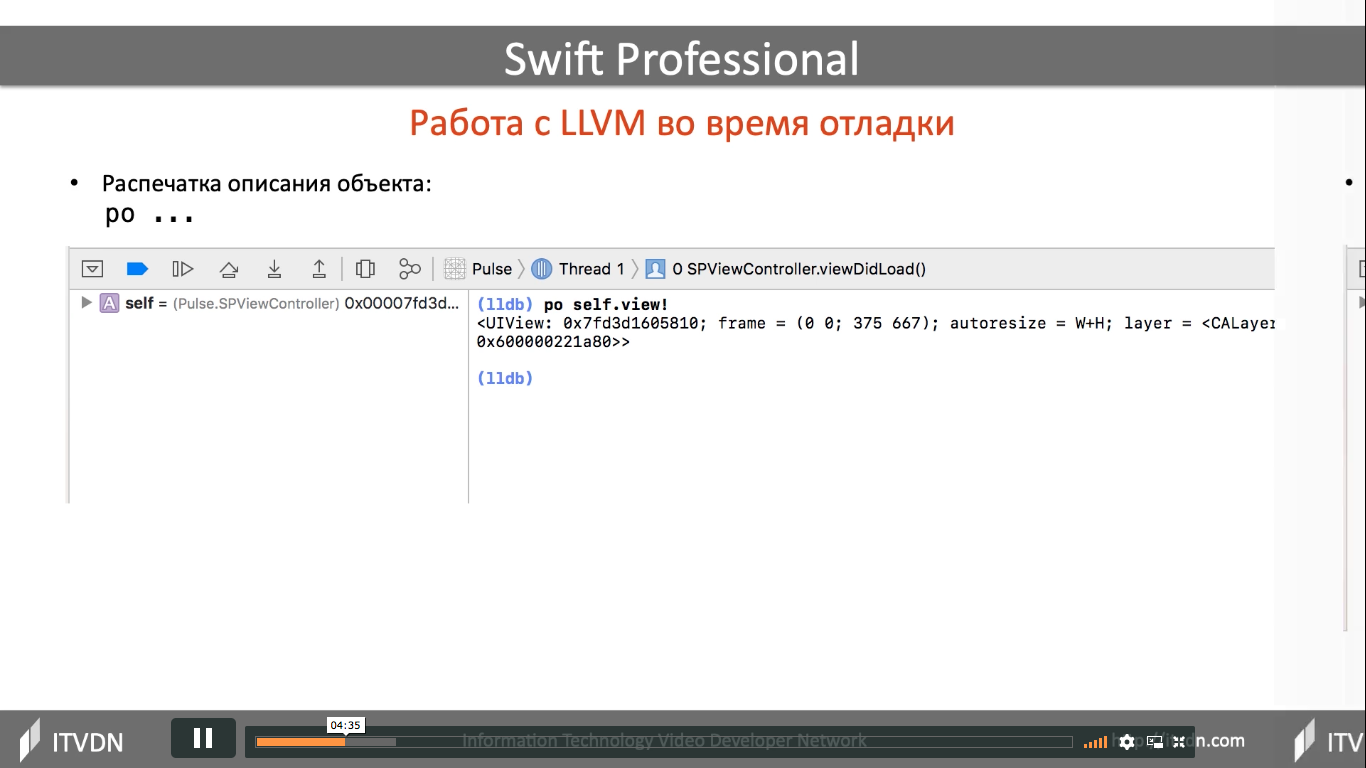 Swift Professional
Работа с LLVM во время отладки
• Распечатка описания объекта:
po ...
Pulse Thread 1 0 SPViewController.viewDidLoad()
self = (Pulse.SPViewController) 0x00007fd3d...
(lldb) po self.view!
<UIView: 0x7fd3d1605810; frame = (0 0; 375 667); autoresize = W+H; layer = <CALayer
0x600000221a80>>
(lldb)
04:35
ITVDN
Information Technology Video Developer Network
n.com
ITV